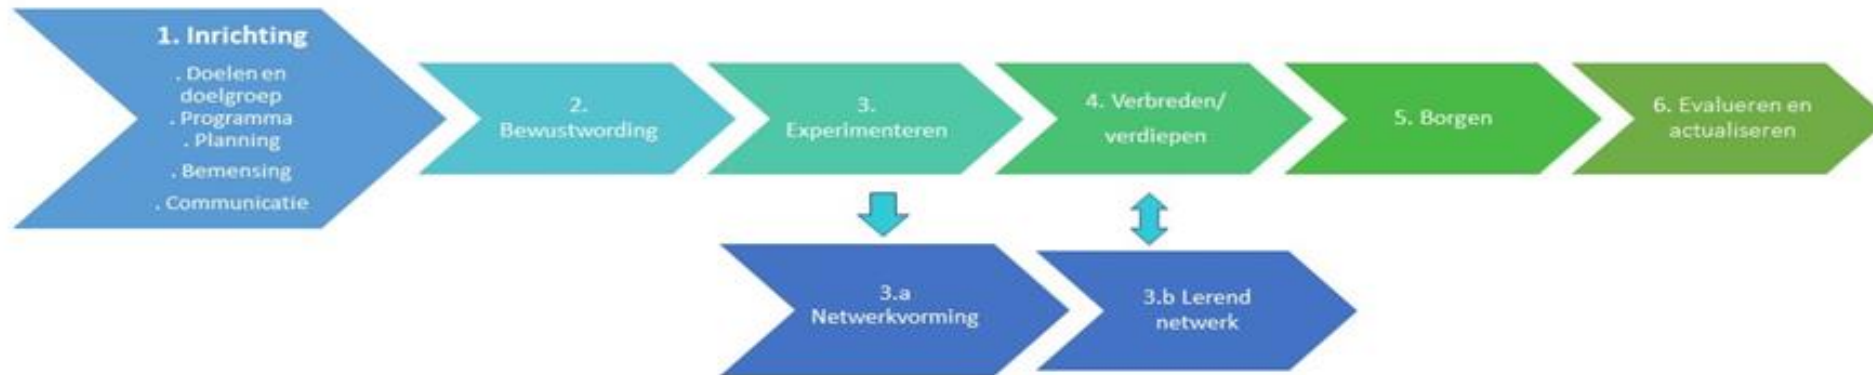 1. Inrichting
. Doelen en
doelgroep
. Programma
. Planning
. Bemensing
. Communicatie
2.
Bewustwording
3.
Experimenteren
4. Verbreden/
verdiepen
5. Borgen
6. Evalueren en
actualiseren
3.a
Netwerkvorming
3.b Lerend
netwerk